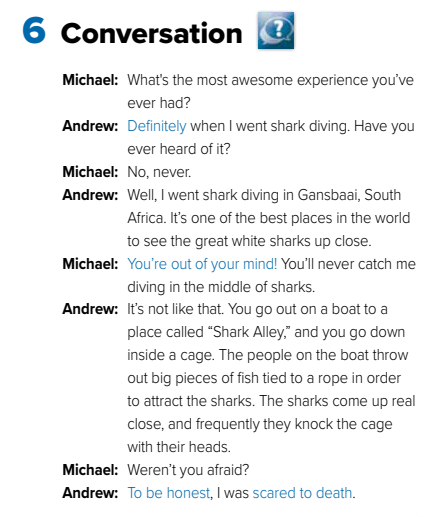 6 Conversation
Michael: What's the most awesome experience you've
ever had?
Andrew: Definitely when I went shark diving. Have you
ever heard of it?
Michael: No, never.
Andrew: Well, I went shark diving in Gansbaai, South
Africa. It's one of the best places in the world
to see the great white sharks up close.
Michael: You're out of your mind! You'll never catch me
diving in the middle of sharks.
Andrew: It's not like that. You go out on a boat to a
place called “Shark Alley,” and you go down
inside a cage. The people on the boat throw
out big pieces of fish tied to a rope in order
to attract the sharks. The sharks come up real
close, and frequently they knock the cage
with their heads.
Michael: Weren't you afraid?
Andrew: To be honest, I was scared to death.